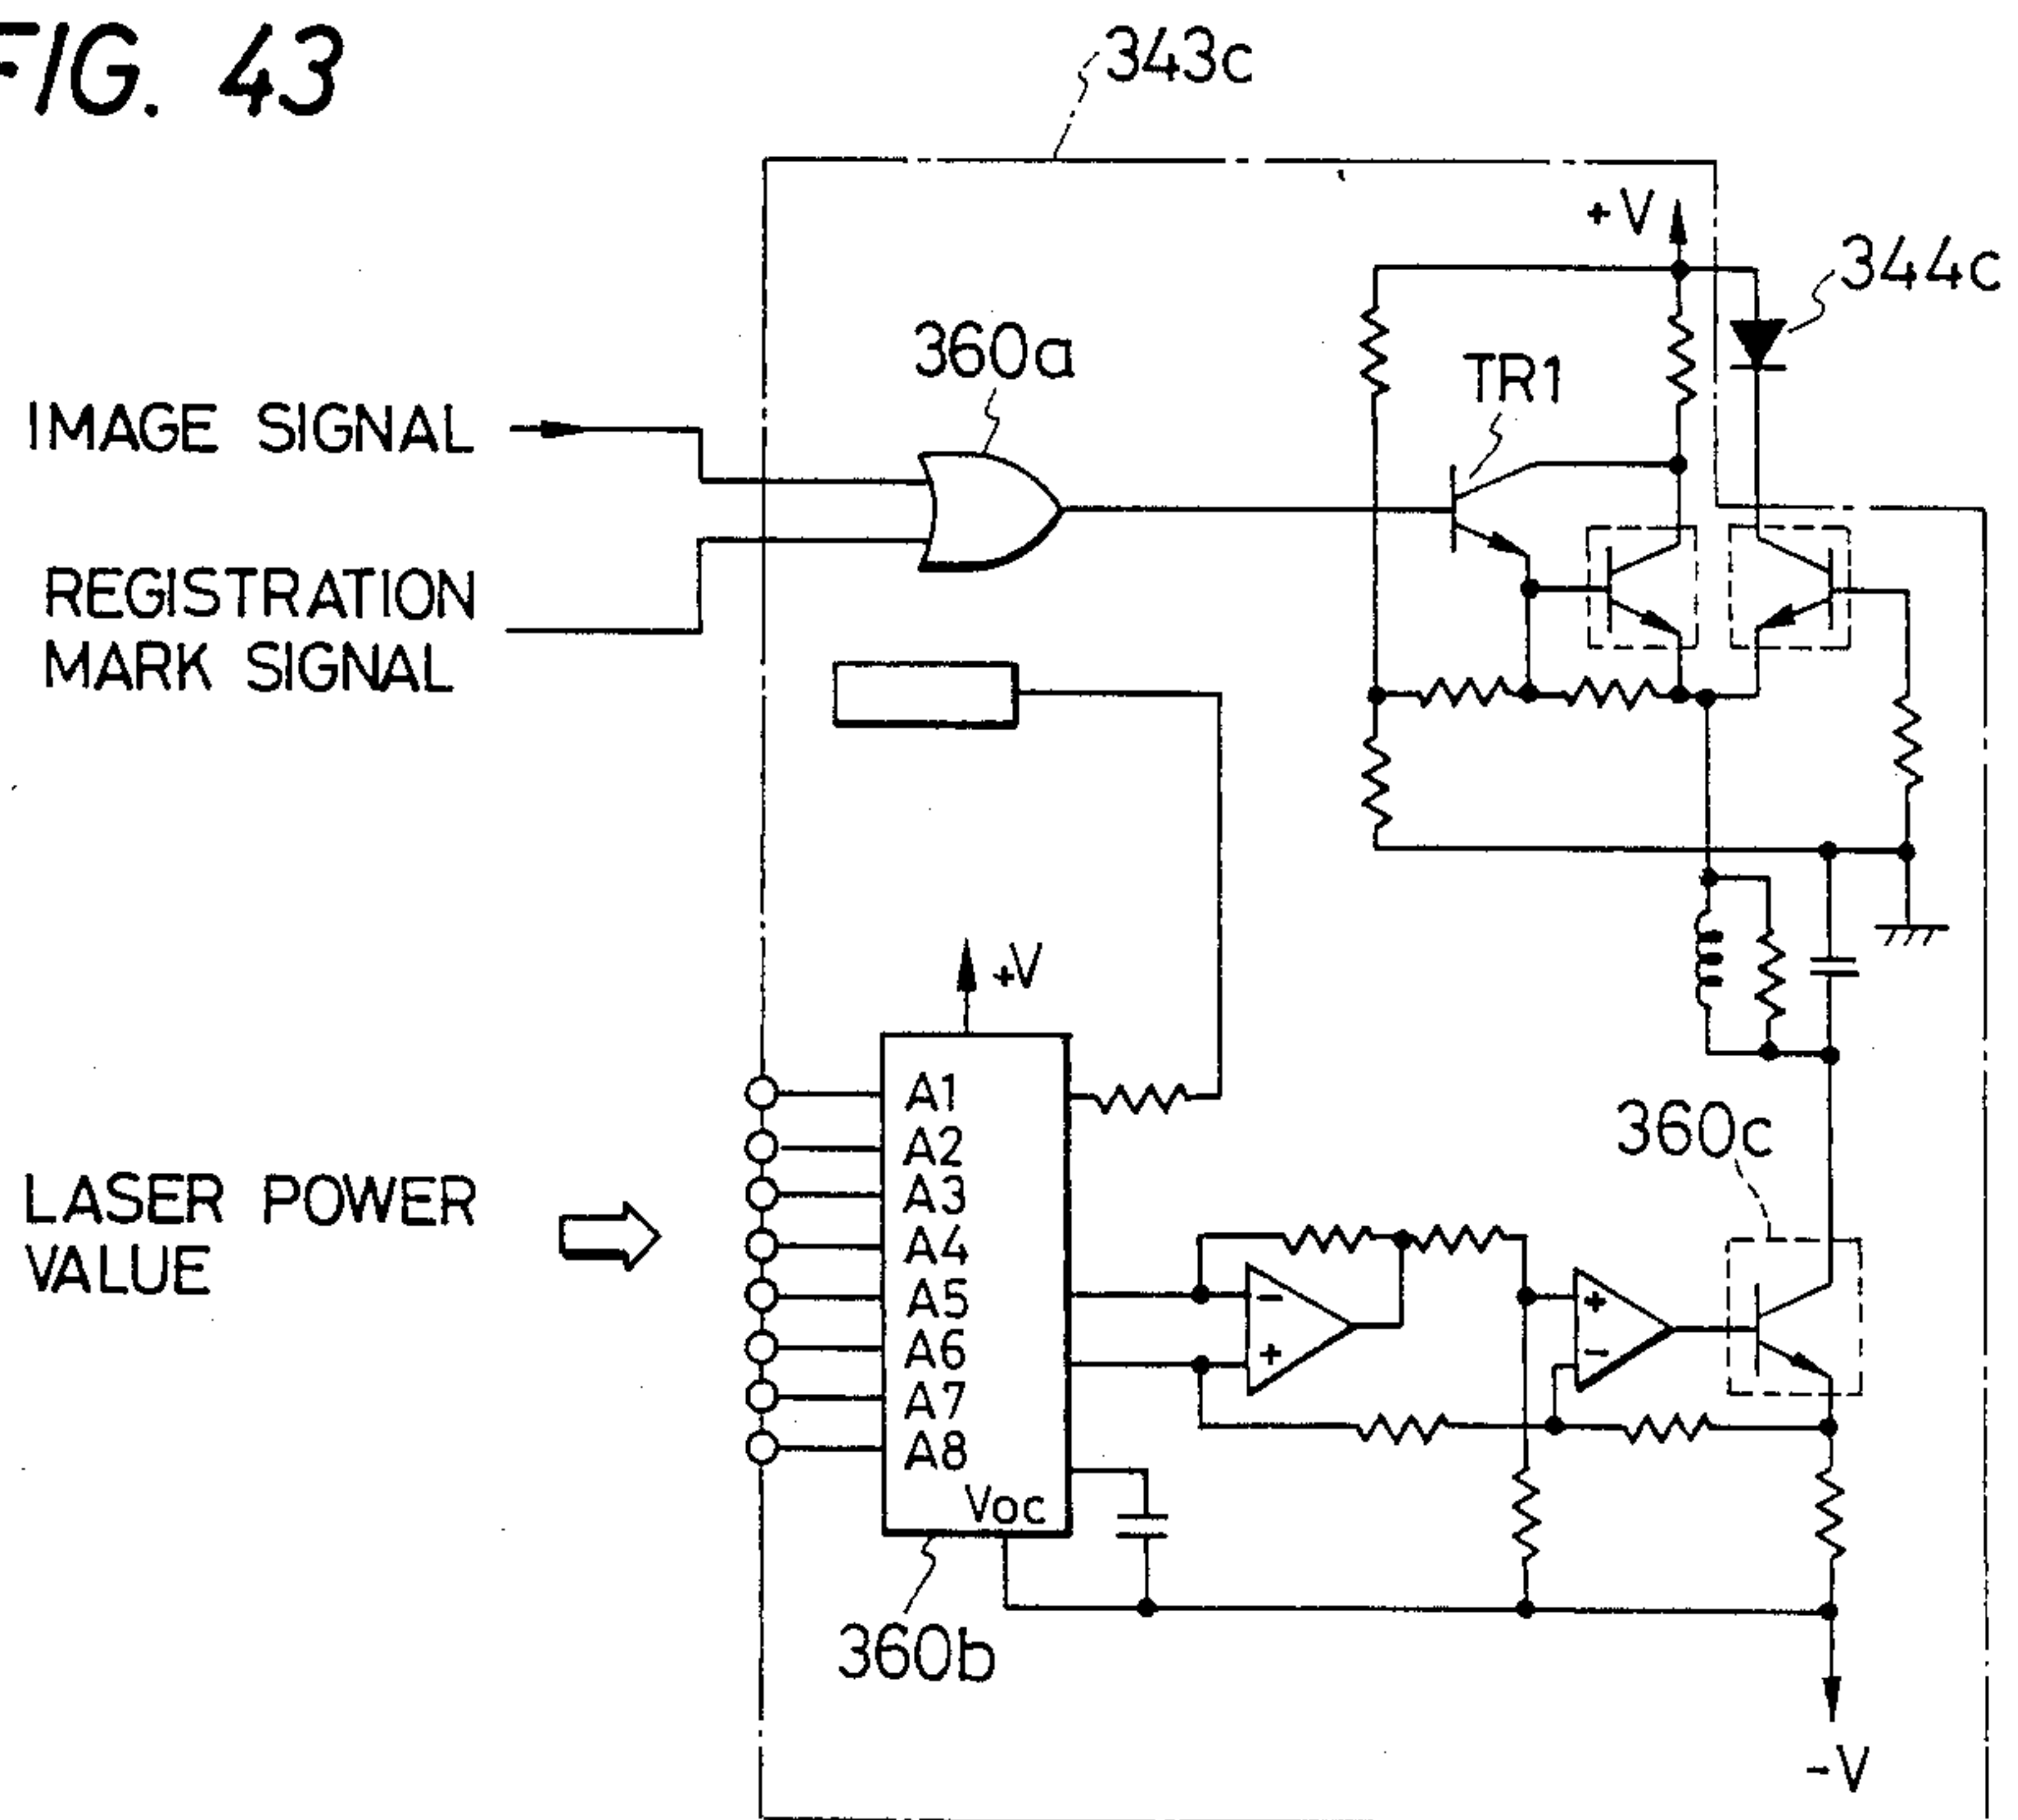 FIG. 43
343c
+V
344c
360a
TR1
IMAGE SIGNAL
REGISTRATION
MARK SIGNAL
+V
A1
A2
A3
A4
A5
A6
A7
A8
Voc
LASER POWER
VALUE
360c
-
+
+
-
360b
-V